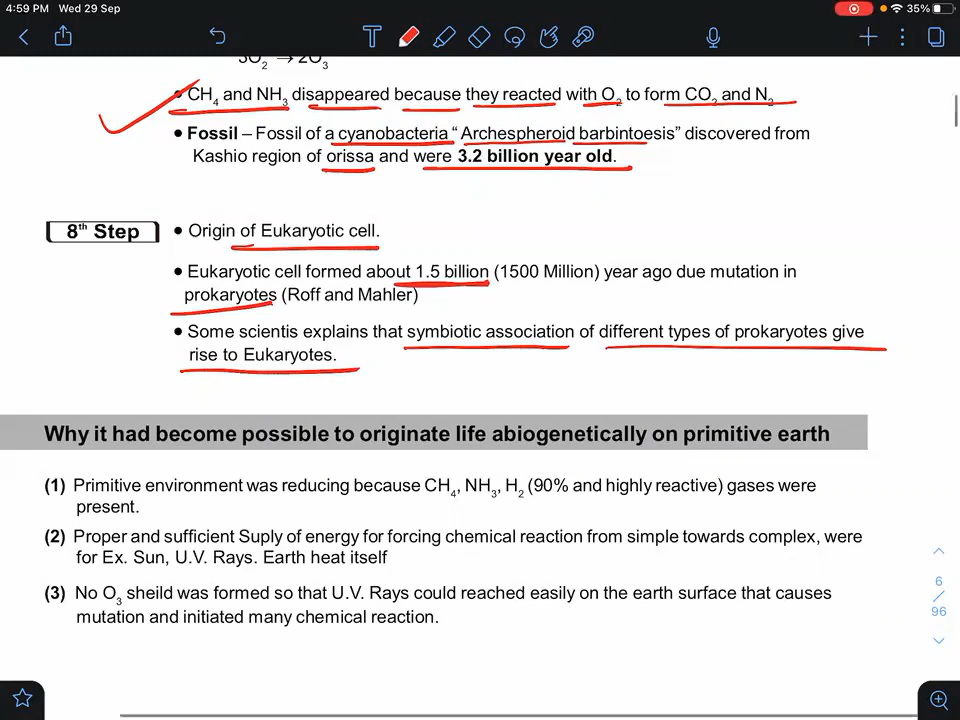 4:59 PM Wed 29 Sep
35%
3O2 → 2O3
● CH4 and NH3 disappeared because they reacted with O2 to form CO2 and N2
● Fossil – Fossil of a cyanobacteria “ Archespheroid barbintoesis” discovered from
Kashio region of orissa and were 3.2 billion year old.
8th Step
● Origin of Eukaryotic cell.
● Eukaryotic cell formed about 1.5 billion (1500 Million) year ago due mutation in
prokaryotes (Roff and Mahler)
● Some scientis explains that symbiotic association of different types of prokaryotes give
rise to Eukaryotes.
Why it had become possible to originate life abiogenetically on primitive earth
(1) Primitive environment was reducing because CH4, NH3, H2 (90% and highly reactive) gases were
present.
(2) Proper and sufficient Suply of energy for forcing chemical reaction from simple towards complex, were
for Ex. Sun, U.V. Rays. Earth heat itself
(3) No O3 sheild was formed so that U.V. Rays could reached easily on the earth surface that causes
mutation and initiated many chemical reaction.
6
/
96